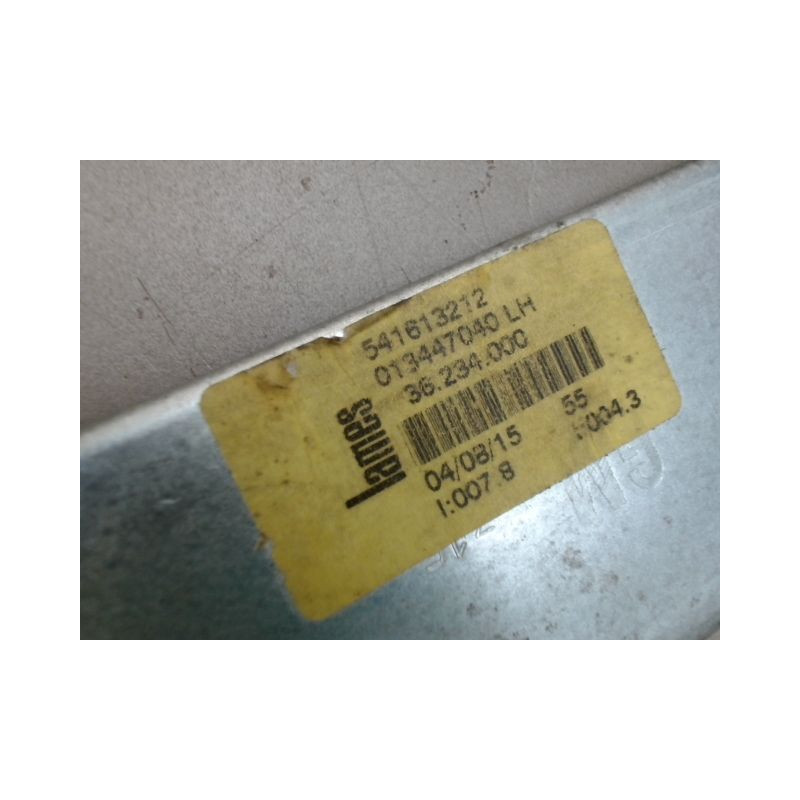 541613212
013447040 LH
36.234.000
Lames
04/08/15 55
I:007.8 F:004.3